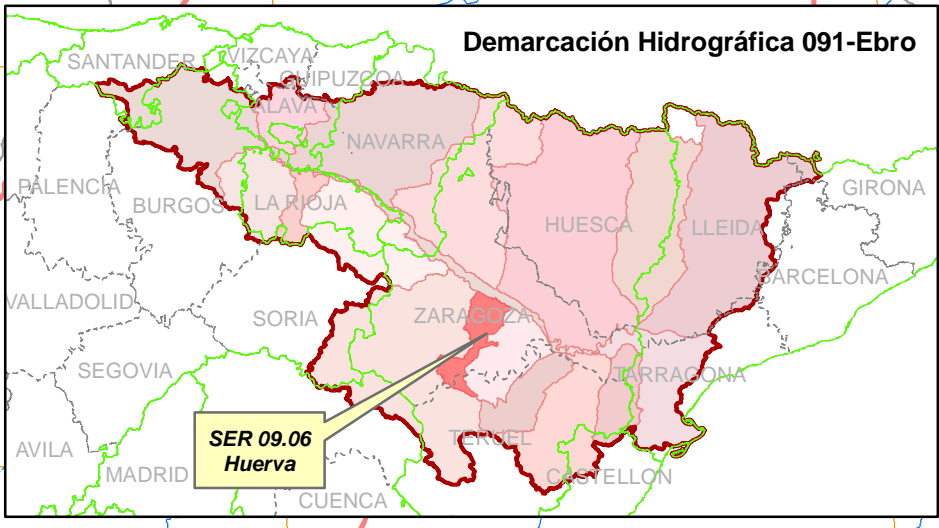 Demarcación Hidrográfica 091-Ebro
SANTANDER
VIZCAYA
GUIPUZCOA
ALAVA
NAVARRA
PALENCIA
BURGOS
LA RIOJA
HUESCA
LLEIDA
GIRONA
BARCELONA
VALLADOLID
SORIA
ZARAGOZA
SEGOVIA
TARRAGONA
SER 09.06
Huerva
TERUEL
AVILA
MADRID
CASTELLON
CUENCA